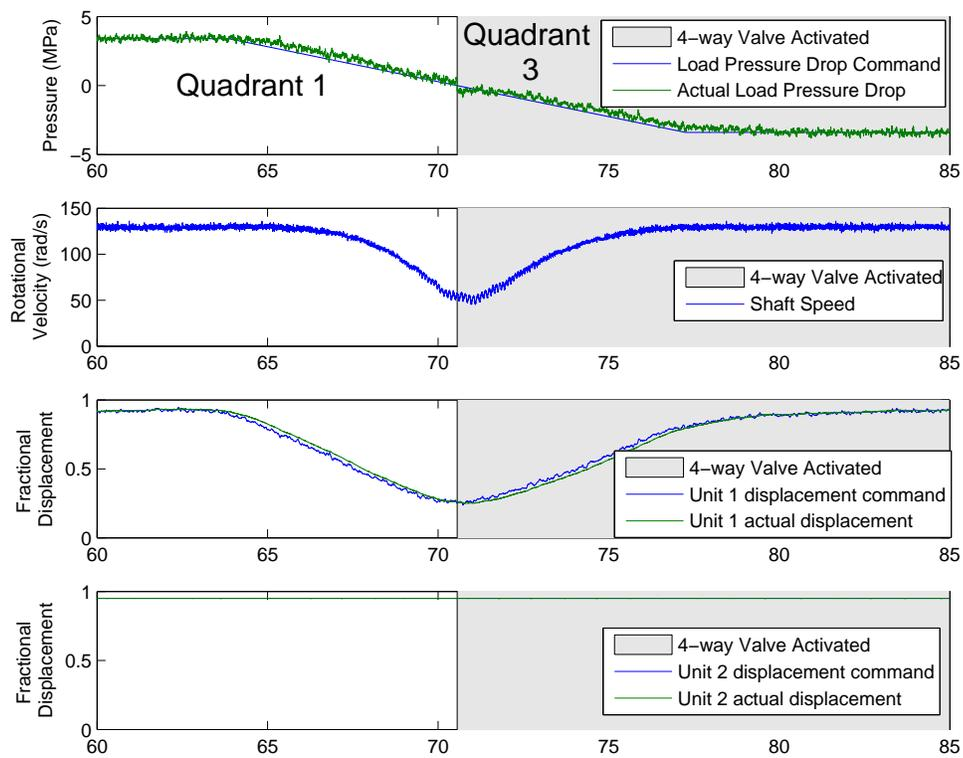 Pressure (MPa)
5
0
−5
Quadrant 1
Quadrant
3
4−way Valve Activated
Load Pressure Drop Command
Actual Load Pressure Drop
60
65
70
75
80
85
Rotational
Velocity (rad/s)
150
100
50
0
4−way Valve Activated
Shaft Speed
60
65
70
75
80
85
Fractional
Displacement
1
0.5
0
4−way Valve Activated
Unit 1 displacement command
Unit 1 actual displacement
60
65
70
75
80
85
Fractional
Displacement
1
0.5
0
4−way Valve Activated
Unit 2 displacement command
Unit 2 actual displacement
60
65
70
75
80
85